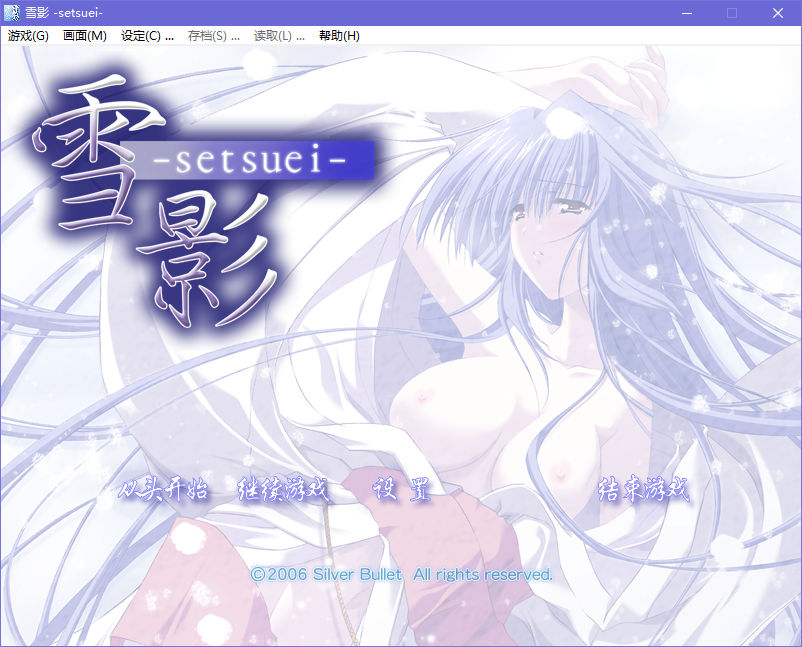 雪影 -setsuei-
游戏(G) 画面(M) 设定(C) ... 存档(S) ... 读取(L) ... 帮助(H)
雪影
-setsuei-
从头开始 继续游戏 设 置 结束游戏
©2006 Silver Bullet All rights reserved.